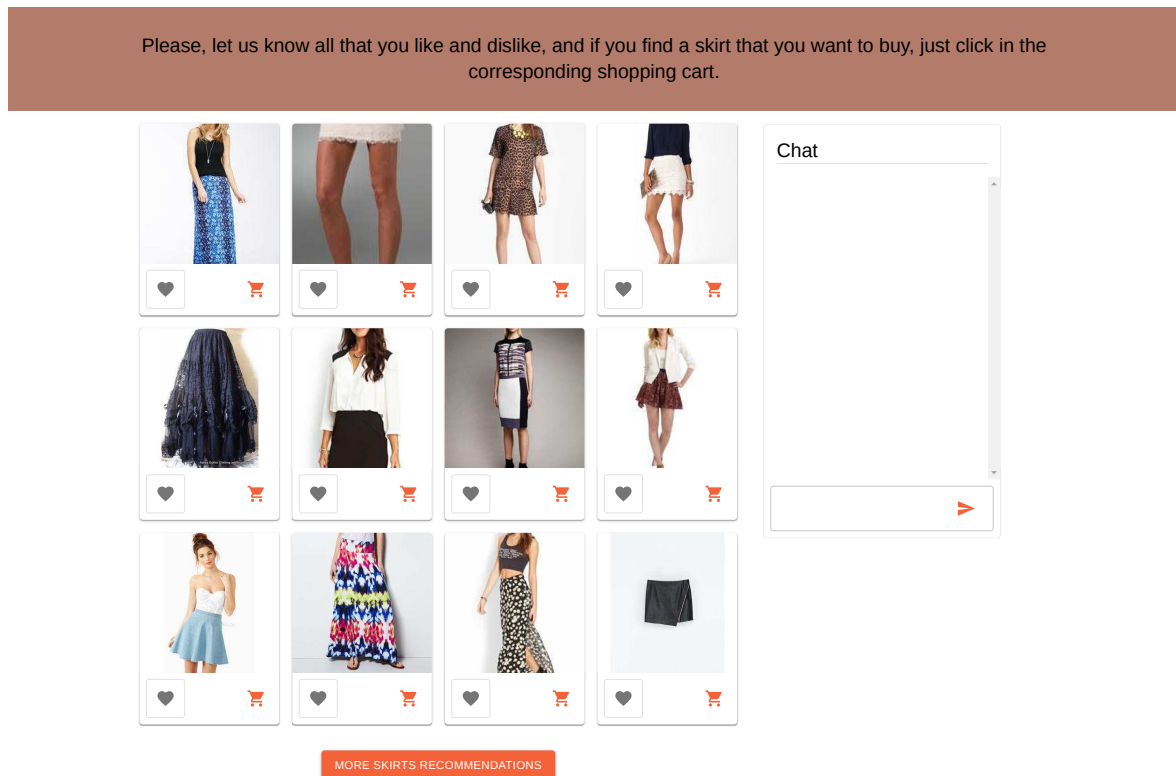 Please, let us know all that you like and dislike, and if you find a skirt that you want to buy, just click in the
corresponding shopping cart.
Chat
MORE SKIRTS RECOMMENDATIONS